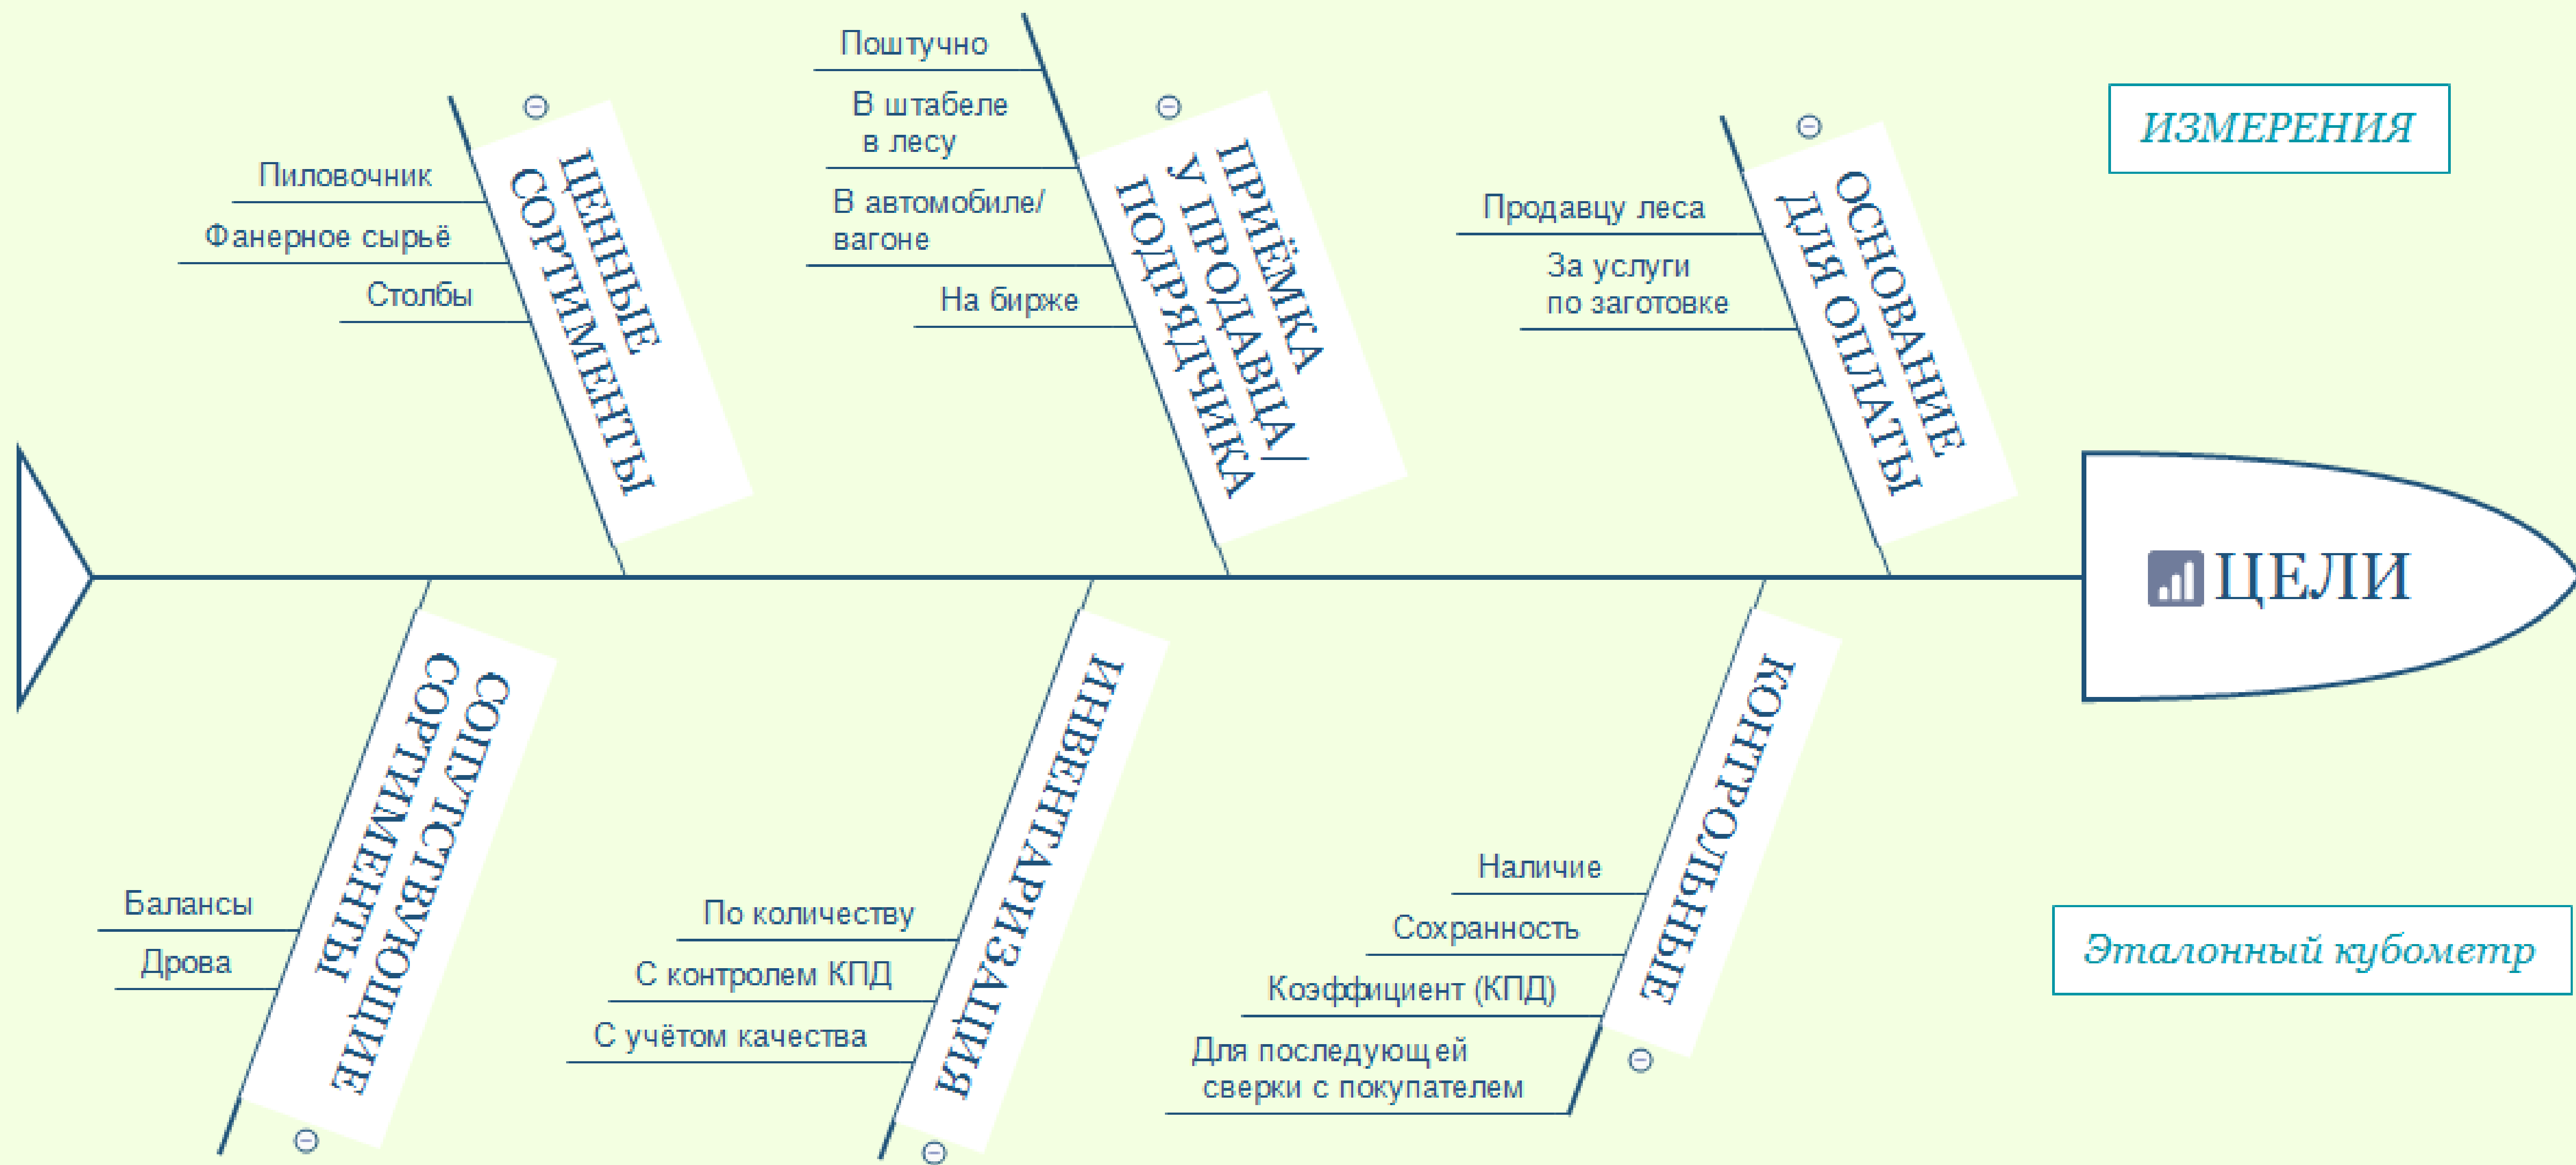 Поштучно
В штабеле
в лесу
В автомобиле/
вагоне
На бирже
ПРИЁМКА
У ПРОДАВЦА/
ПОДРЯДЧИКА
Пиловочник
Фанерное сырьё
Столбы
ЦЕННЫЕ
СОРТИМЕНТЫ
Продавцу леса
За услуги
по заготовке
ОСНОВАНИЕ
ДЛЯ ОПЛАТЫ
ИЗМЕРЕНИЯ
ЦЕЛИ
Балансы
Дрова
СОПУТСТВУЮЩИЕ
СОРТИМЕНТЫ
По количеству
С контролем КПД
С учётом качества
ИНВЕНТАРИЗАЦИЯ
Наличие
Сохранность
Коэффициент (КПД)
Для последующей
сверки с покупателем
КОНТРОЛЬНЫЕ
Эталонный кубометр